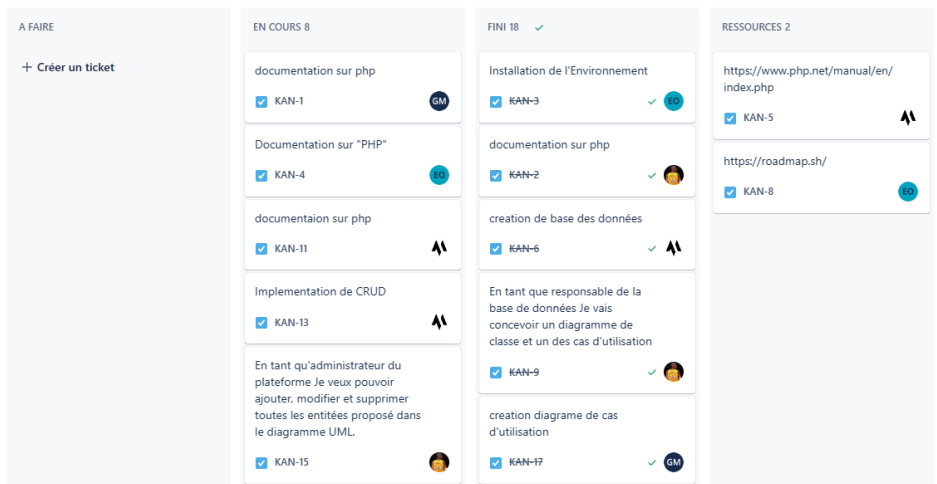 A FAIRE
+ Créer un ticket
EN COURS 8
documentation sur php
KAN-1
GM
Documentation sur "PHP"
KAN-4
EO
documentaion sur php
KAN-11
Implementation de CRUD
KAN-13
En tant qu'administrateur du
plateforme Je veux pouvoir
ajouter, modifier et supprimer
toutes les entitées proposé dans
le diagramme UML.
KAN-15
FINI 18
Installation de l'Environnement
KAN-3
EO
documentation sur php
KAN-2
creation de base des données
KAN-6
En tant que responsable de la
base de données Je vais
concevoir un diagramme de
classe et un des cas d'utilisation
KAN-9
creation diagrame de cas
d'utilisation
KAN-17
GM
RESSOURCES 2
https://www.php.net/manual/en/
index.php
KAN-5
https://roadmap.sh/
KAN-8
EO